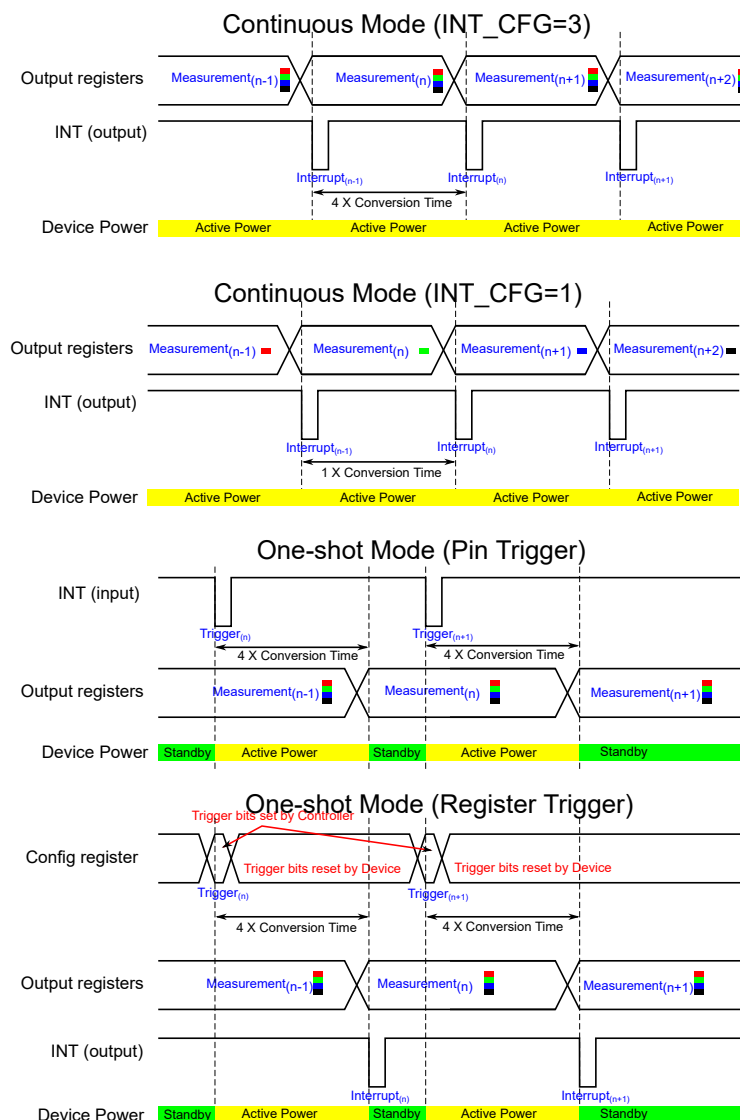 Continuous Mode (INT_CFG=3)
Output registers
Measurement(n-1)
Measurement(n)
Measurement(n+1)
Measurement(n+2)
INT (output)
Interrupt(n-1)
Interrupt(n)
Interrupt(n+1)
4 X Conversion Time
Device Power
Active Power
Active Power
Active Power
Active Power
Continuous Mode (INT_CFG=1)
Output registers
Measurement(n-1)
Measurement(n)
Measurement(n+1)
Measurement(n+2)
INT (output)
Interrupt(n-1)
Interrupt(n)
Interrupt(n+1)
1 X Conversion Time
Device Power
Active Power
Active Power
Active Power
Active Power
One-shot Mode (Pin Trigger)
INT (input)
Trigger(n)
Trigger(n+1)
4 X Conversion Time
4 X Conversion Time
Output registers
Measurement(n-1)
Measurement(n)
Measurement(n+1)
Device Power
Standby
Active Power
Standby
Active Power
Standby
One-shot Mode (Register Trigger)
Trigger bits set by Controller
Config register
Trigger bits reset by Device
Trigger bits reset by Device
Trigger(n)
Trigger(n+1)
4 X Conversion Time
4 X Conversion Time
Output registers
Measurement(n-1)
Measurement(n)
Measurement(n+1)
INT (output)
Interrupt(n)
Interrupt(n+1)
Device Power
Standby
Active Power
Standby
Active Power
Standby